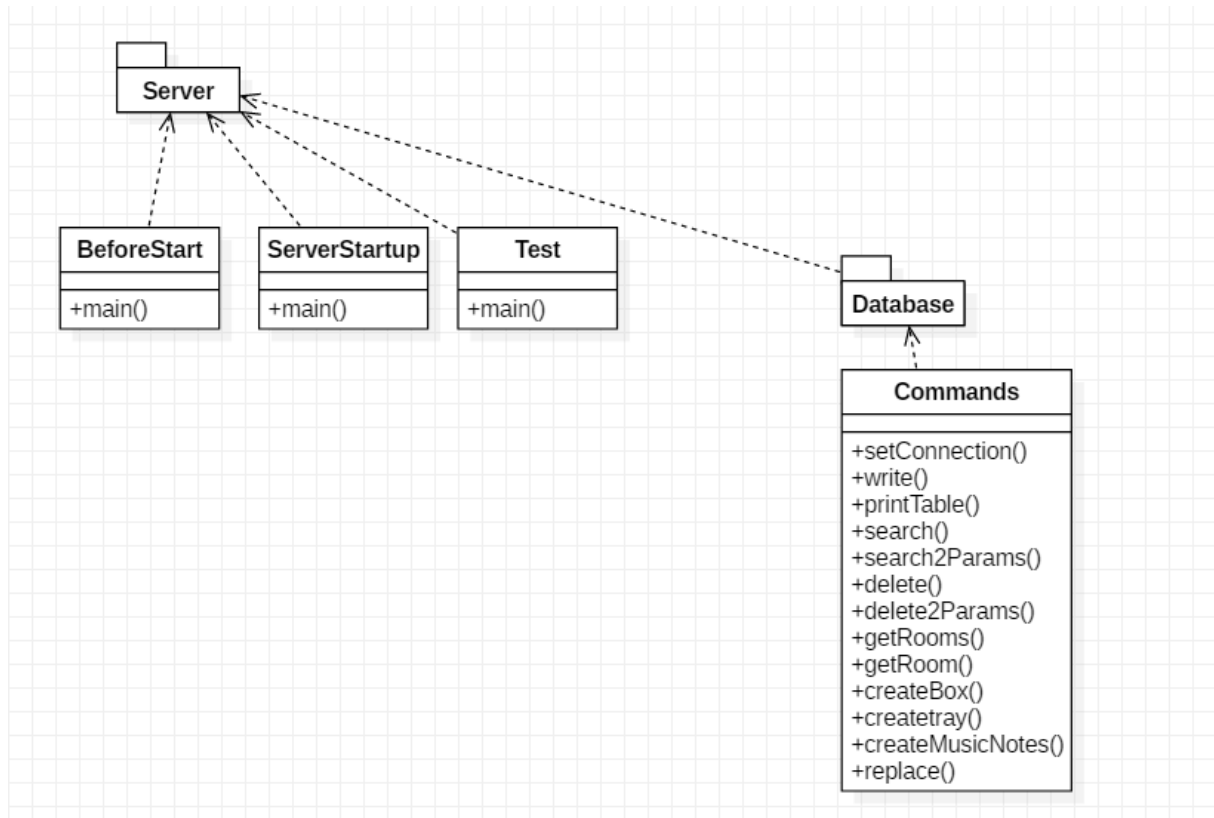 Server
BeforeStart
+main()
ServerStartup
+main()
Test
+main()
Database
Commands
+setConnection()
+write()
+printTable()
+search()
+search2Params()
+delete()
+delete2Params()
+getRooms()
+getRoom()
+createBox()
+createtray()
+createMusicNotes()
+replace()